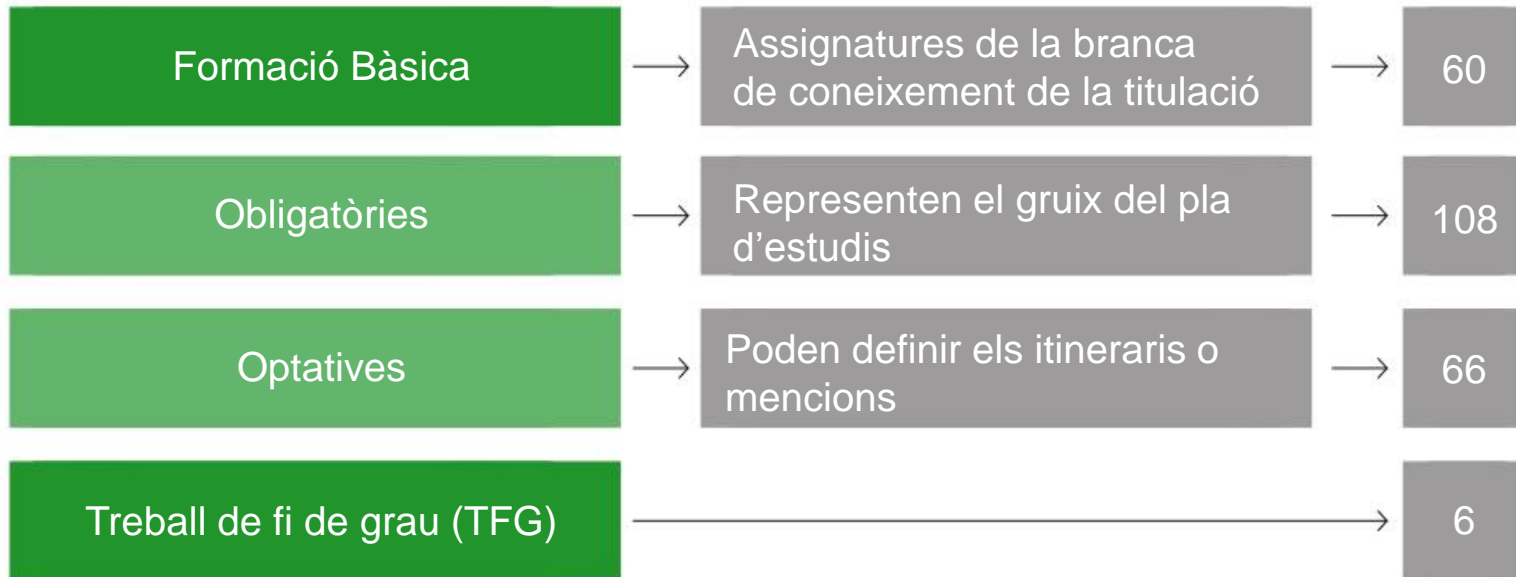 Formació Bàsica
Assignatures de la branca
de coneixement de la titulació
60
Obligatòries
Representen el gruix del pla
d’estudis
108
Optatives
Poden definir els itineraris o
mencions
66
Treball de fi de grau (TFG)
6